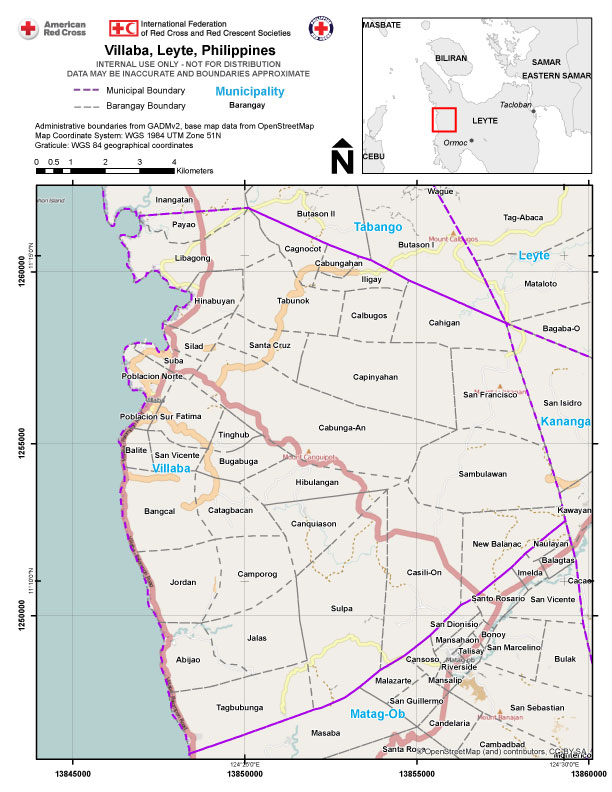 American Red Cross
International Federation
of Red Cross and Red Crescent Societies
Villaba, Leyte, Philippines
INTERNAL USE ONLY - NOT FOR DISTRIBUTION
DATA MAY BE INACCURATE AND BOUNDARIES APPROXIMATE
Municipal Boundary
Municipality
Barangay Boundary
Barangay
Administrative boundaries from GADMv2, base map data from OpenStreetMap
Map Coordinate System: WGS 1984 UTM Zone 51N
Graticule: WGS 84 geographical coordinates
0 0.5 1 2 3 4
Kilometers
N
MASBATE
BILIRAN
SAMAR
EASTERN SAMAR
Tacloban
LEYTE
Ormoc
CEBU
Wague
Inangatan
Payao
Butason II
Tabango
Tag-Abaca
Mount Calbugos
Butason I
Cagnocot
Leyte
Libagong
Cabungahan
11°15'0"N
1260000
Iligay
Mataloto
Hinabuyan
Tabunok
Calbugos
Cahigan
Bagaba-O
Silad
Santa Cruz
Suba
Poblacion Norte
Capinyahan
San Francisco
San Isidro
Poblacion Sur
Fatima
Kananga
Cabunga-An
Tinghub
1255000
Balite
San Vicente
Bugabuga
Villaba
Sambulawan
Hibulangan
Bangcal
Catagbacan
Kawayan
Canquiason
New Balanac
Naulayan
Balagtas
Imelda
11°10'0"N
Jordan
Camporog
Casili-On
Cacao
Santo Rosario
San Vicente
1250000
Sulpa
San Dionisio
Bonoy
Jalas
Mansahaon
San Marcelino
Talisay
Abijao
Cansoso
Riverside
Bulak
Malazarte
Mansalip
San Guillermo
Tagbubunga
Matag-Ob
San Sebastian
Mount Banajan
Candelaria
Masaba
Cambadbad
Santa Ro
© OpenStreetMap (and) contributors, CC-BY-SA
13845000
13850000
13855000
13860000
124°25'0"E
124°30'0"E